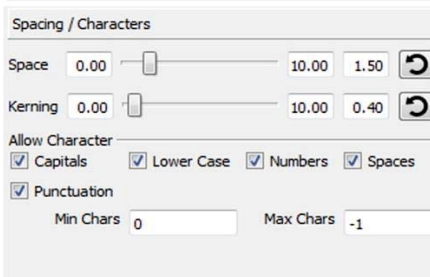 Spacing / Characters
Space 0.00 10.00 1.50
Kerning 0.00 10.00 0.40
Allow Character
Capitals Lower Case Numbers Spaces
Punctuation
Min Chars 0 Max Chars -1